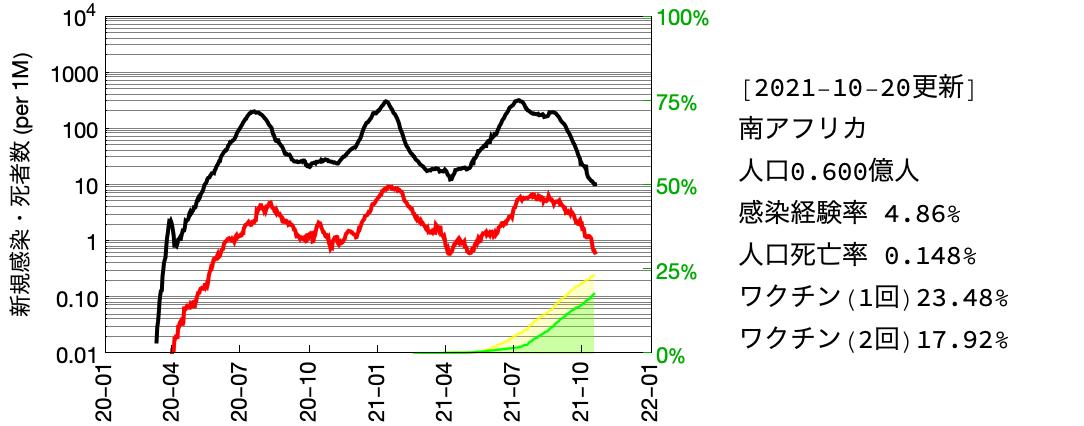 新規感染・死者数 (per 1M)
10^4
1000
100
10
1
0.10
0.01
100%
75%
50%
25%
0%
20-01
20-04
20-07
20-10
21-01
21-04
21-07
21-10
22-01
[2021-10-20更新]
南アフリカ
人口0.600億人
感染経験率 4.86%
人口死亡率 0.148%
ワクチン(1回)23.48%
ワクチン(2回)17.92%